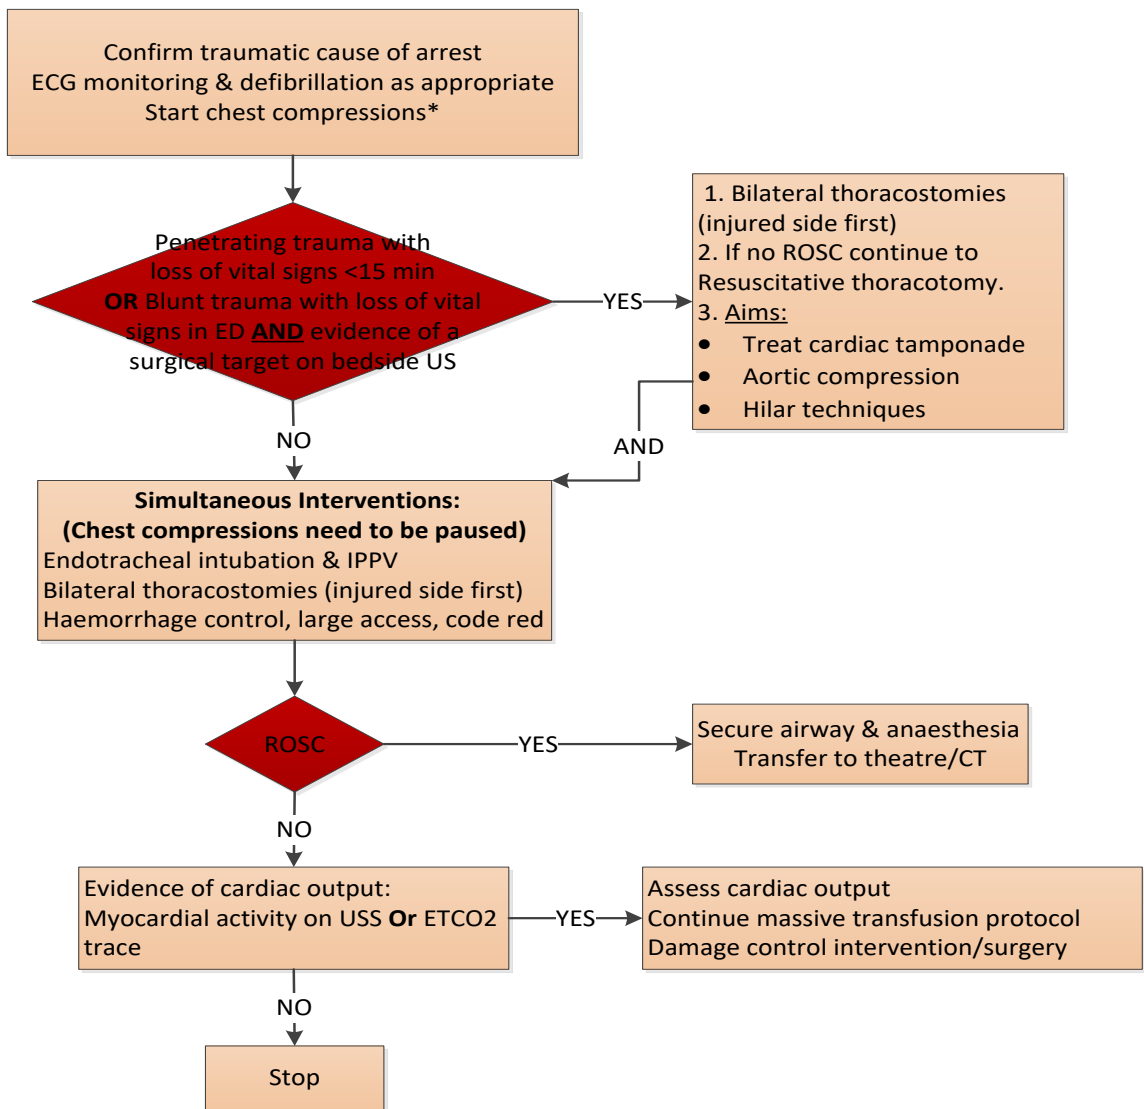 Confirm traumatic cause of arrest
ECG monitoring & defibrillation as appropriate
Start chest compressions*
Penetrating trauma with
loss of vital signs <15 min
OR Blunt trauma with loss of vital
signs in ED AND evidence of a
surgical target on bedside US
YES
1. Bilateral thoracostomies
(injured side first)
2. If no ROSC continue to
Resuscitative thoracotomy.
3. Aims:
• Treat cardiac tamponade
• Aortic compression
• Hilar techniques
NO
AND
Simultaneous Interventions:
(Chest compressions need to be paused)
Endotracheal intubation & IPPV
Bilateral thoracostomies (injured side first)
Haemorrhage control, large access, code red
ROSC
YES
Secure airway & anaesthesia
Transfer to theatre/CT
NO
Evidence of cardiac output:
Myocardial activity on USS Or ETCO2
trace
YES
Assess cardiac output
Continue massive transfusion protocol
Damage control intervention/surgery
NO
Stop